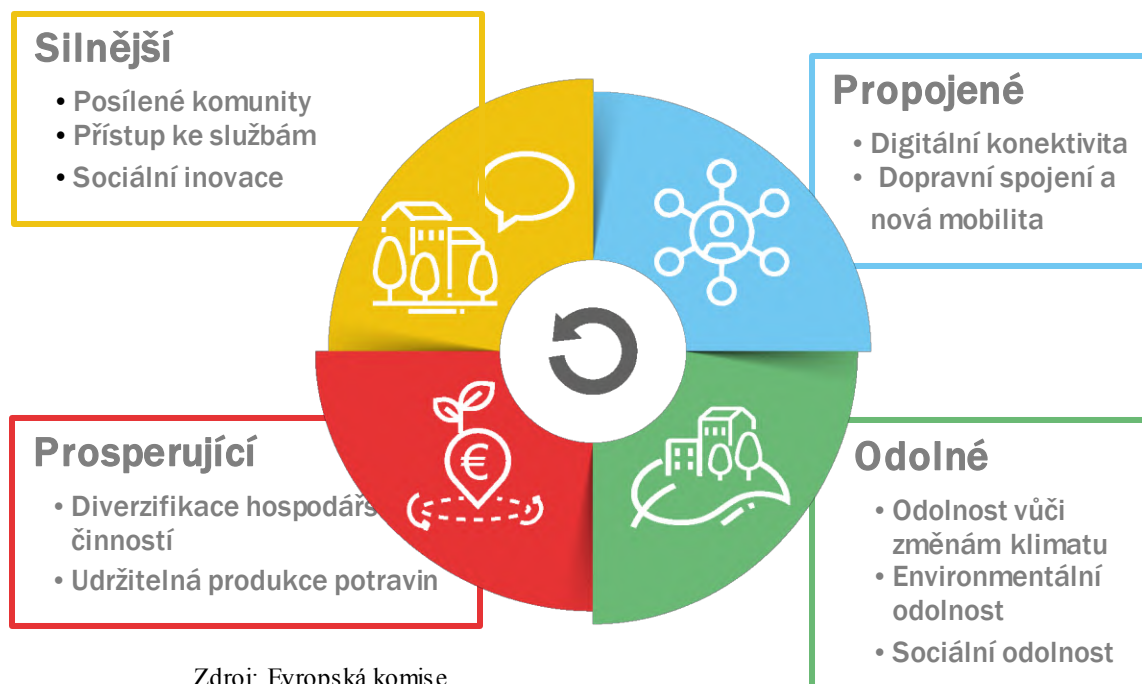 Silnější
• Posílené komunity
• Přístup ke službám
• Sociální inovace
Propojené
• Digitální konektivita
• Dopravní spojení a
nová mobilita
Prosperující
• Diverzifikace hospodářs
činností
• Udržitelná produkce potravin
€
Odolné
• Odolnost vůči
změnám klimatu
• Environmentální
odolnost
• Sociální odolnost
Zdroj: Evropská komise